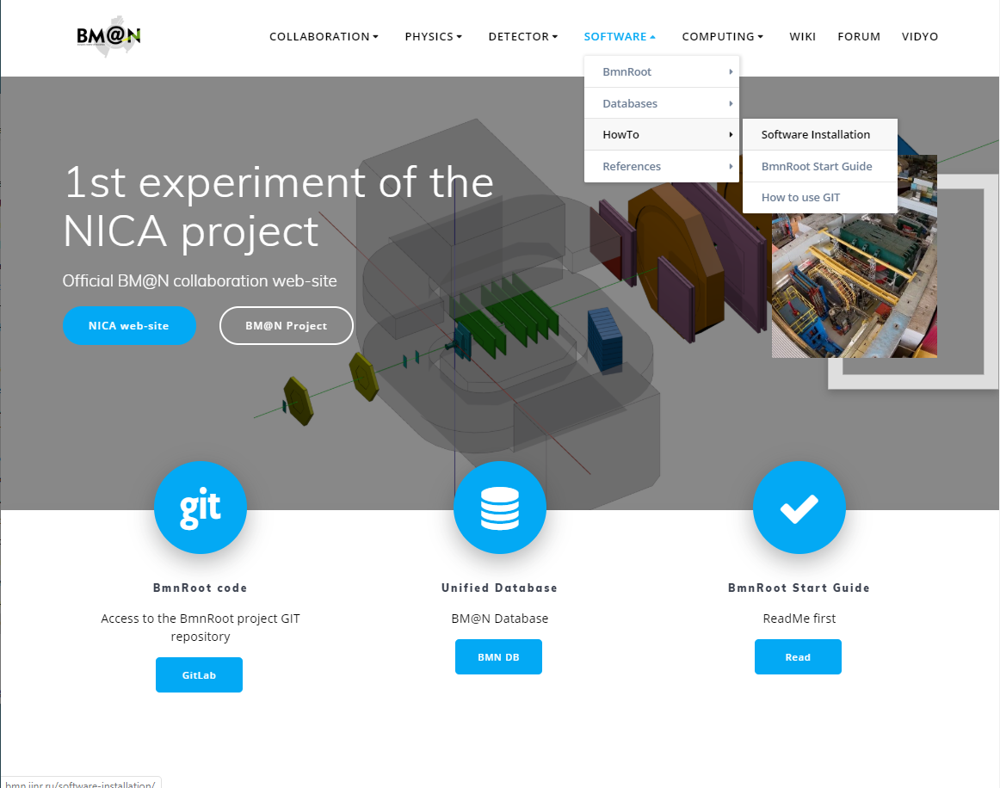 BM@N
COLLABORATION
PHYSICS
DETECTOR
SOFTWARE
COMPUTING
WIKI
FORUM
VIDYO
BmnRoot
Databases
HowTo
References
Software Installation
BmnRoot Start Guide
How to use GIT
1st experiment of the
NICA project
Official BM@N collaboration web-site
NICA web-site
BM@N Project
git
BmnRoot code
Access to the BmnRoot project GIT
repository
GitLab
Unified Database
BM@N Database
BMN DB
BmnRoot Start Guide
ReadMe first
Read
bmn.jinr.ru/software-installation/